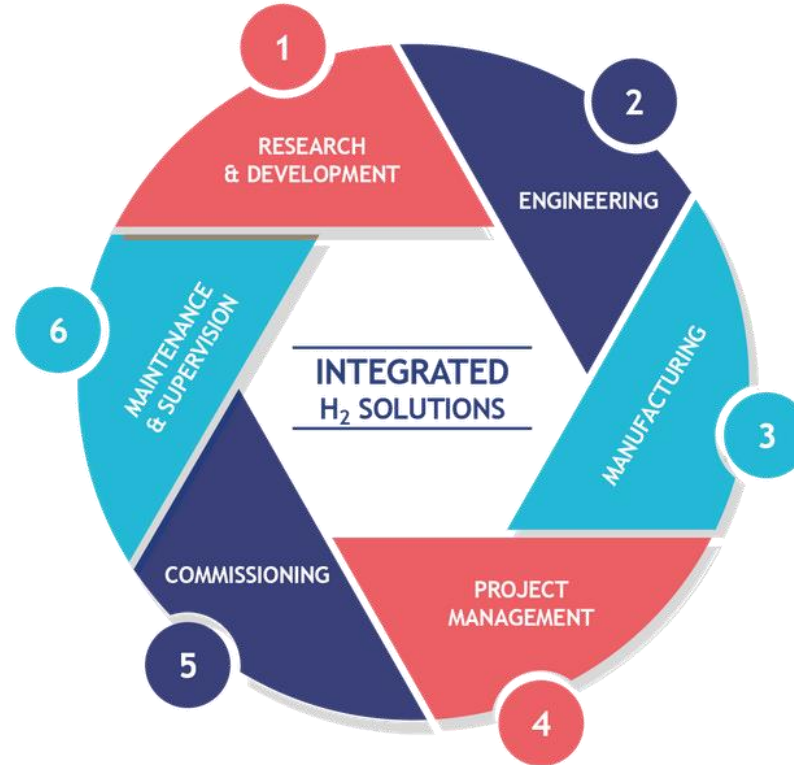 1
RESEARCH
& DEVELOPMENT
2
ENGINEERING
3
MANUFACTURING
4
PROJECT
MANAGEMENT
5
COMMISSIONING
6
MAINTENANCE
& SUPERVISION
INTEGRATED
H₂ SOLUTIONS